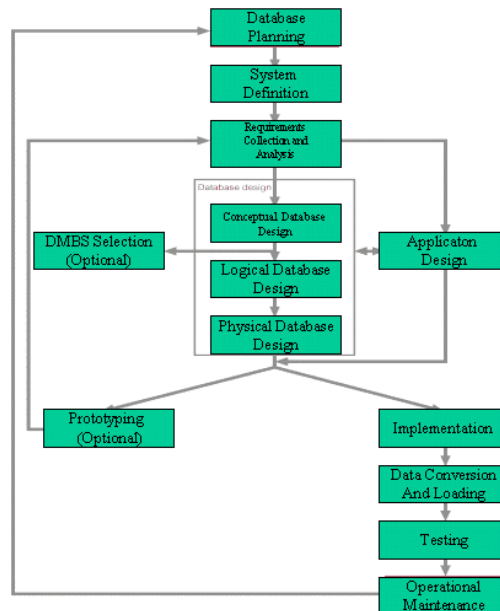 Database
Planning
System
Definition
Requirements
Collection and
Analysis
Database design
Conceptual Database
Design
DMBS Selection
(Optional)
Applicaton
Design
Logical Database
Design
Physical Database
Design
Prototyping
(Optional)
Implementation
Data Conversion
And Loading
Testing
Operational
Maintenance